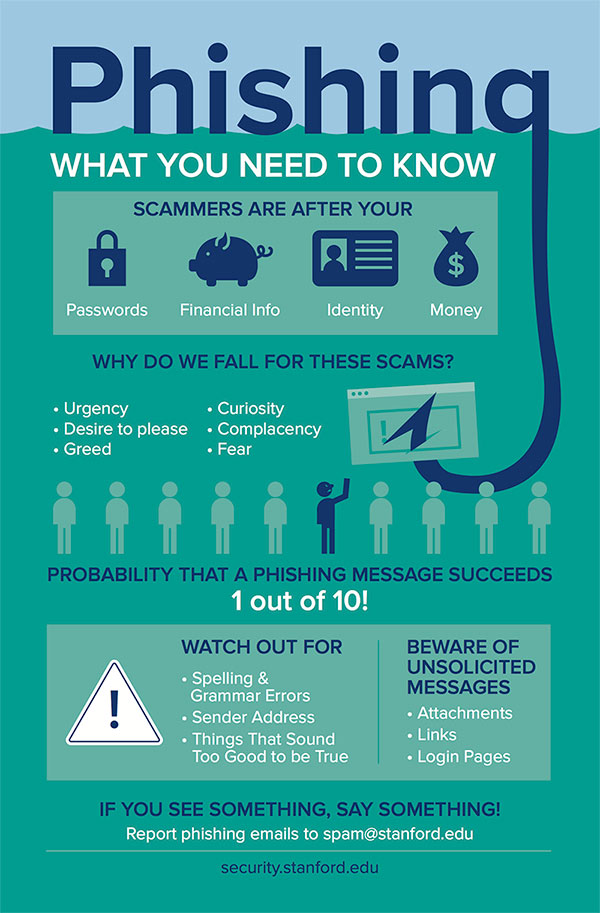 Phishing
WHAT YOU NEED TO KNOW
SCAMMERS ARE AFTER YOUR
Passwords
Financial Info
Identity
$
Money
WHY DO WE FALL FOR THESE SCAMS?
• Urgency
• Desire to please
• Greed
• Curiosity
• Complacency
• Fear
!
PROBABILITY THAT A PHISHING MESSAGE SUCCEEDS
1 out of 10!
!
WATCH OUT FOR
• Spelling &
Grammar Errors
• Sender Address
• Things That Sound
Too Good to be True
BEWARE OF
UNSOLICITED
MESSAGES
• Attachments
• Links
• Login Pages
IF YOU SEE SOMETHING, SAY SOMETHING!
Report phishing emails to spam@stanford.edu
security.stanford.edu